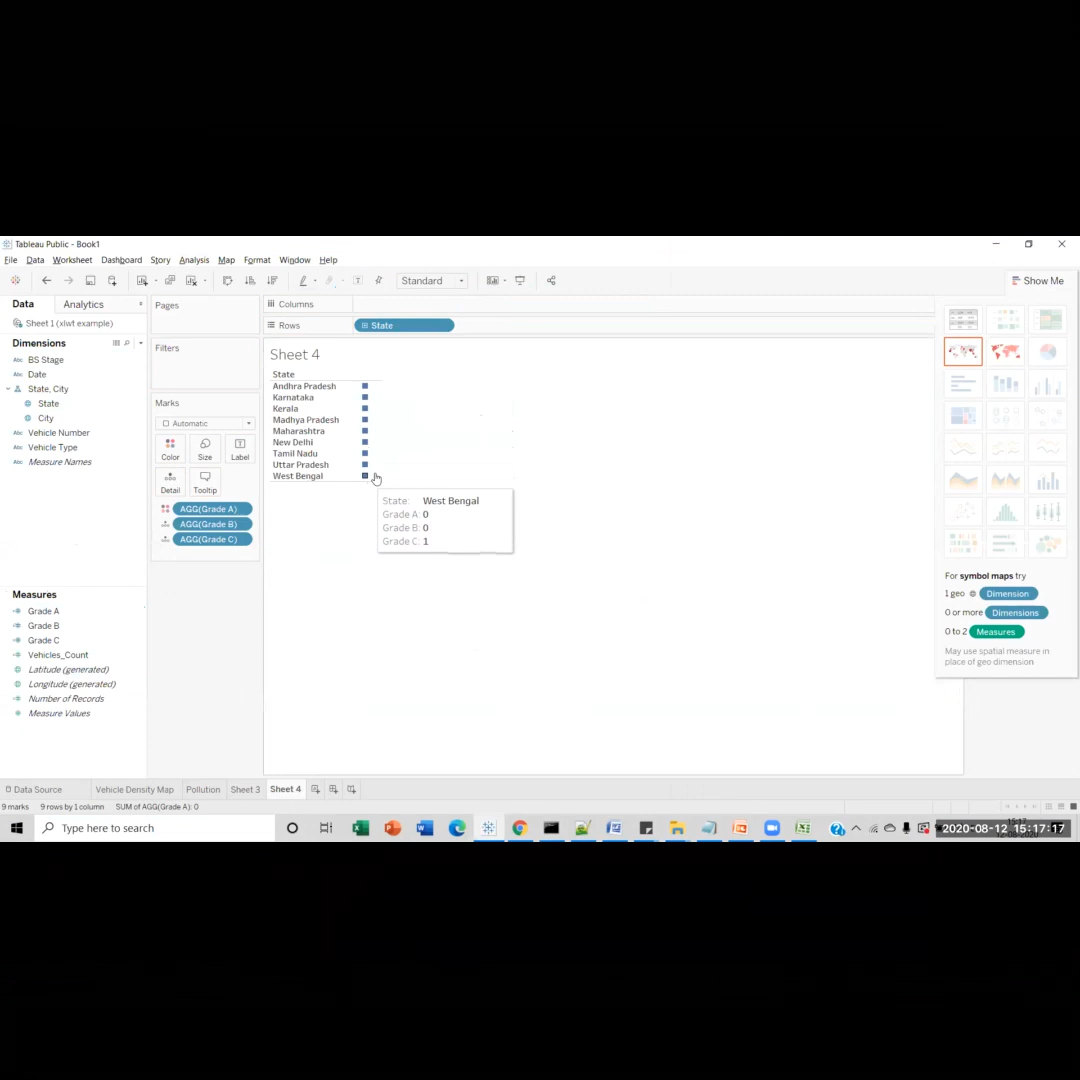 Tableau Public - Book1
File Data Worksheet Dashboard Story Analysis Map Format Window Help
Standard
Show Me
Data Analytics
Pages
Columns
Sheet 1 (xlwt example)
Rows State
Dimensions
Filters
Sheet 4
Abc BS Stage
Abc Date
State, City
State
City
Abc Vehicle Number
Abc Vehicle Type
Abc Measure Names
Marks
Automatic
Color Size Label
Detail Tooltip
AGG(Grade A)
AGG(Grade B)
AGG(Grade C)
State
Andhra Pradesh
Karnataka
Kerala
Madhya Pradesh
Maharashtra
New Delhi
Tamil Nadu
Uttar Pradesh
West Bengal
State: West Bengal
Grade A: 0
Grade B: 0
Grade C: 1
For symbol maps try
1 geo Dimension
0 or more Dimensions
0 to 2 Measures
May use spatial measure in
place of geo dimension
Measures
Grade A
Grade B
Grade C
Vehicles_Count
Latitude (generated)
Longitude (generated)
Number of Records
Measure Values
Data Source Vehicle Density Map Pollution Sheet 3 Sheet 4
9 marks 9 rows by 1 column SUM of AGG(Grade A): 0
Type here to search
2020-08-12 15:17:17